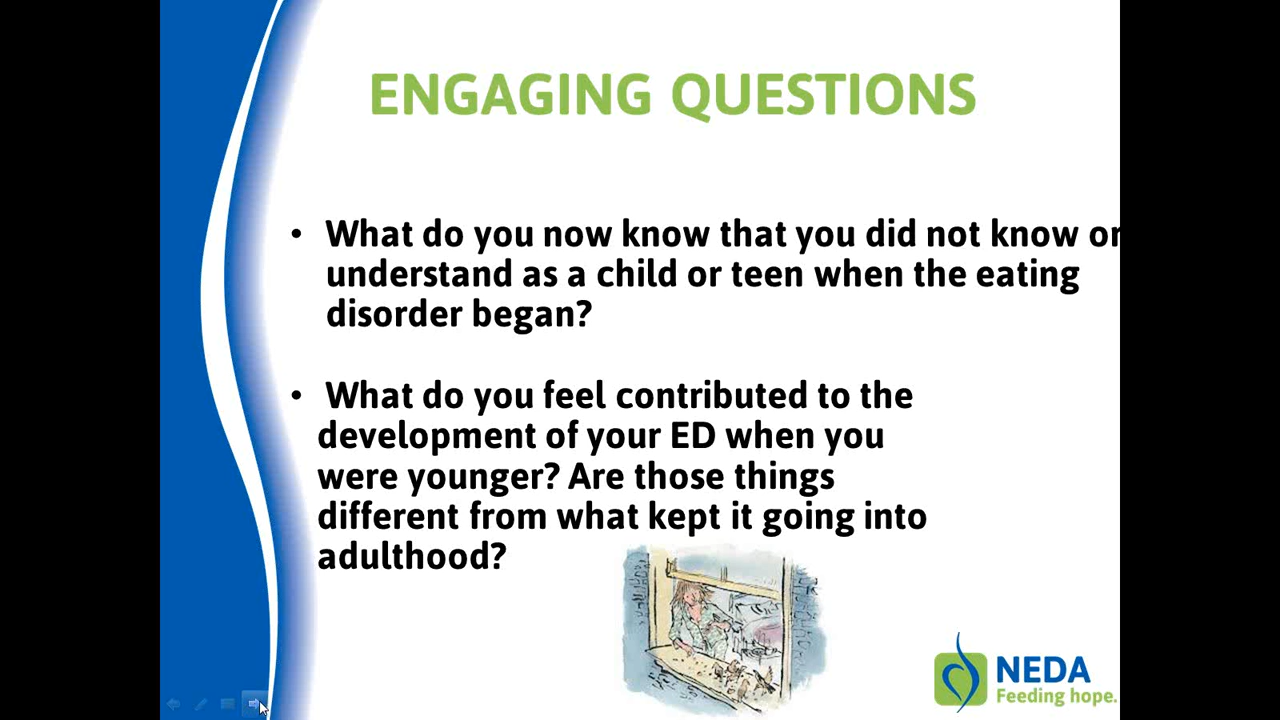 ENGAGING QUESTIONS
• What do you now know that you did not know or
understand as a child or teen when the eating
disorder began?
• What do you feel contributed to the
development of your ED when you
were younger? Are those things
different from what kept it going into
adulthood?
NEDA
Feeding hope.